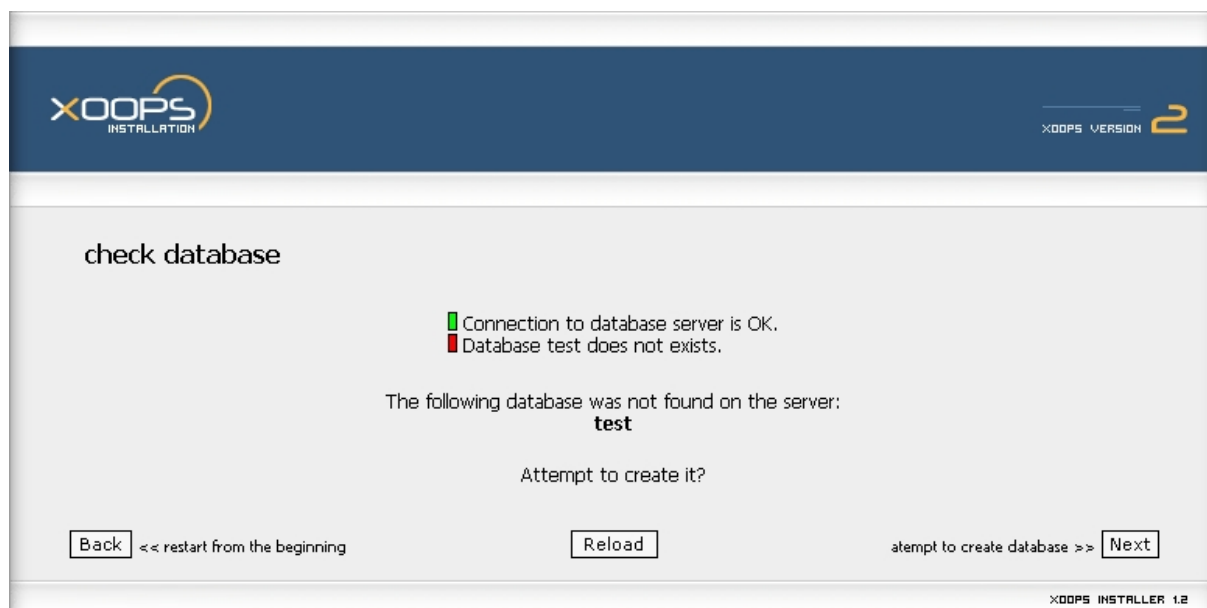 XOOPS
INSTALLATION
XOOPS VERSION 2
check database
Connection to database server is OK.
Database test does not exists.
The following database was not found on the server:
test
Attempt to create it?
Back << restart from the beginning
Reload
atempt to create database >> Next
XOOPS INSTALLER 1.2